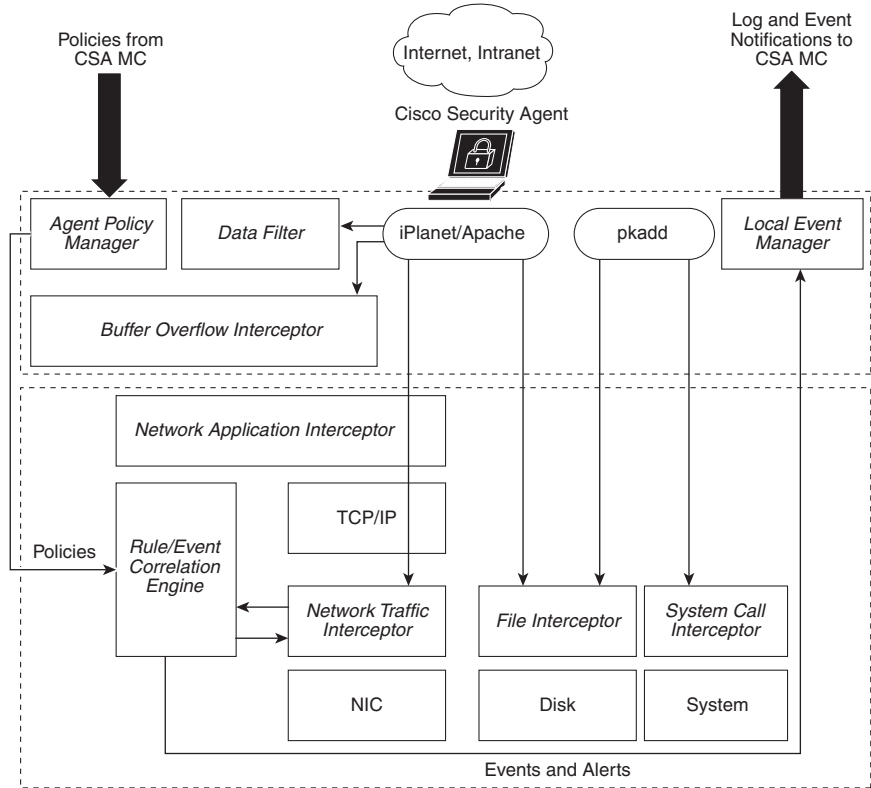 Policies from
CSA MC
Internet, Intranet
Log and Event
Notifications to
CSA MC
Cisco Security Agent
Agent Policy
Manager
Data Filter
iPlanet/Apache
pkadd
Local Event
Manager
Buffer Overflow Interceptor
Network Application Interceptor
Policies
Rule/Event
Correlation
Engine
TCP/IP
Network Traffic
Interceptor
File Interceptor
System Call
Interceptor
NIC
Disk
System
Events and Alerts